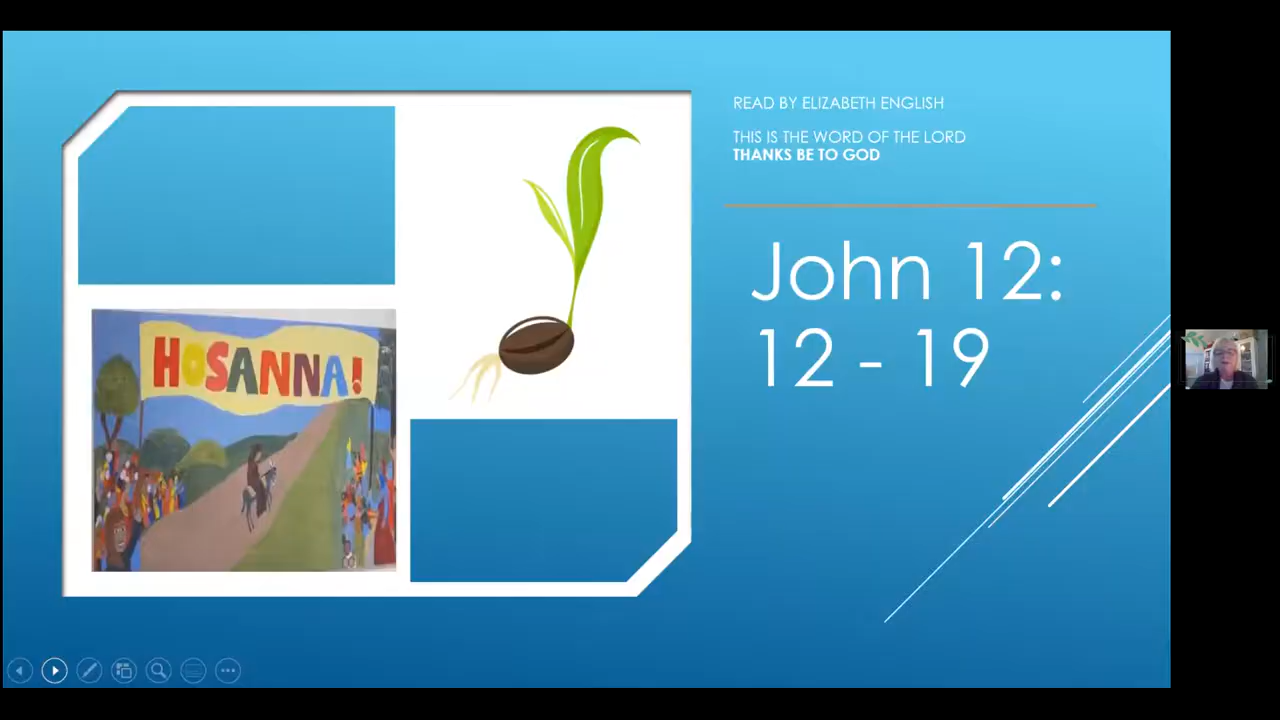 READ BY ELIZABETH ENGLISH
THIS IS THE WORD OF THE LORD
THANKS BE TO GOD
John 12:
12 - 19
HOSANNA!